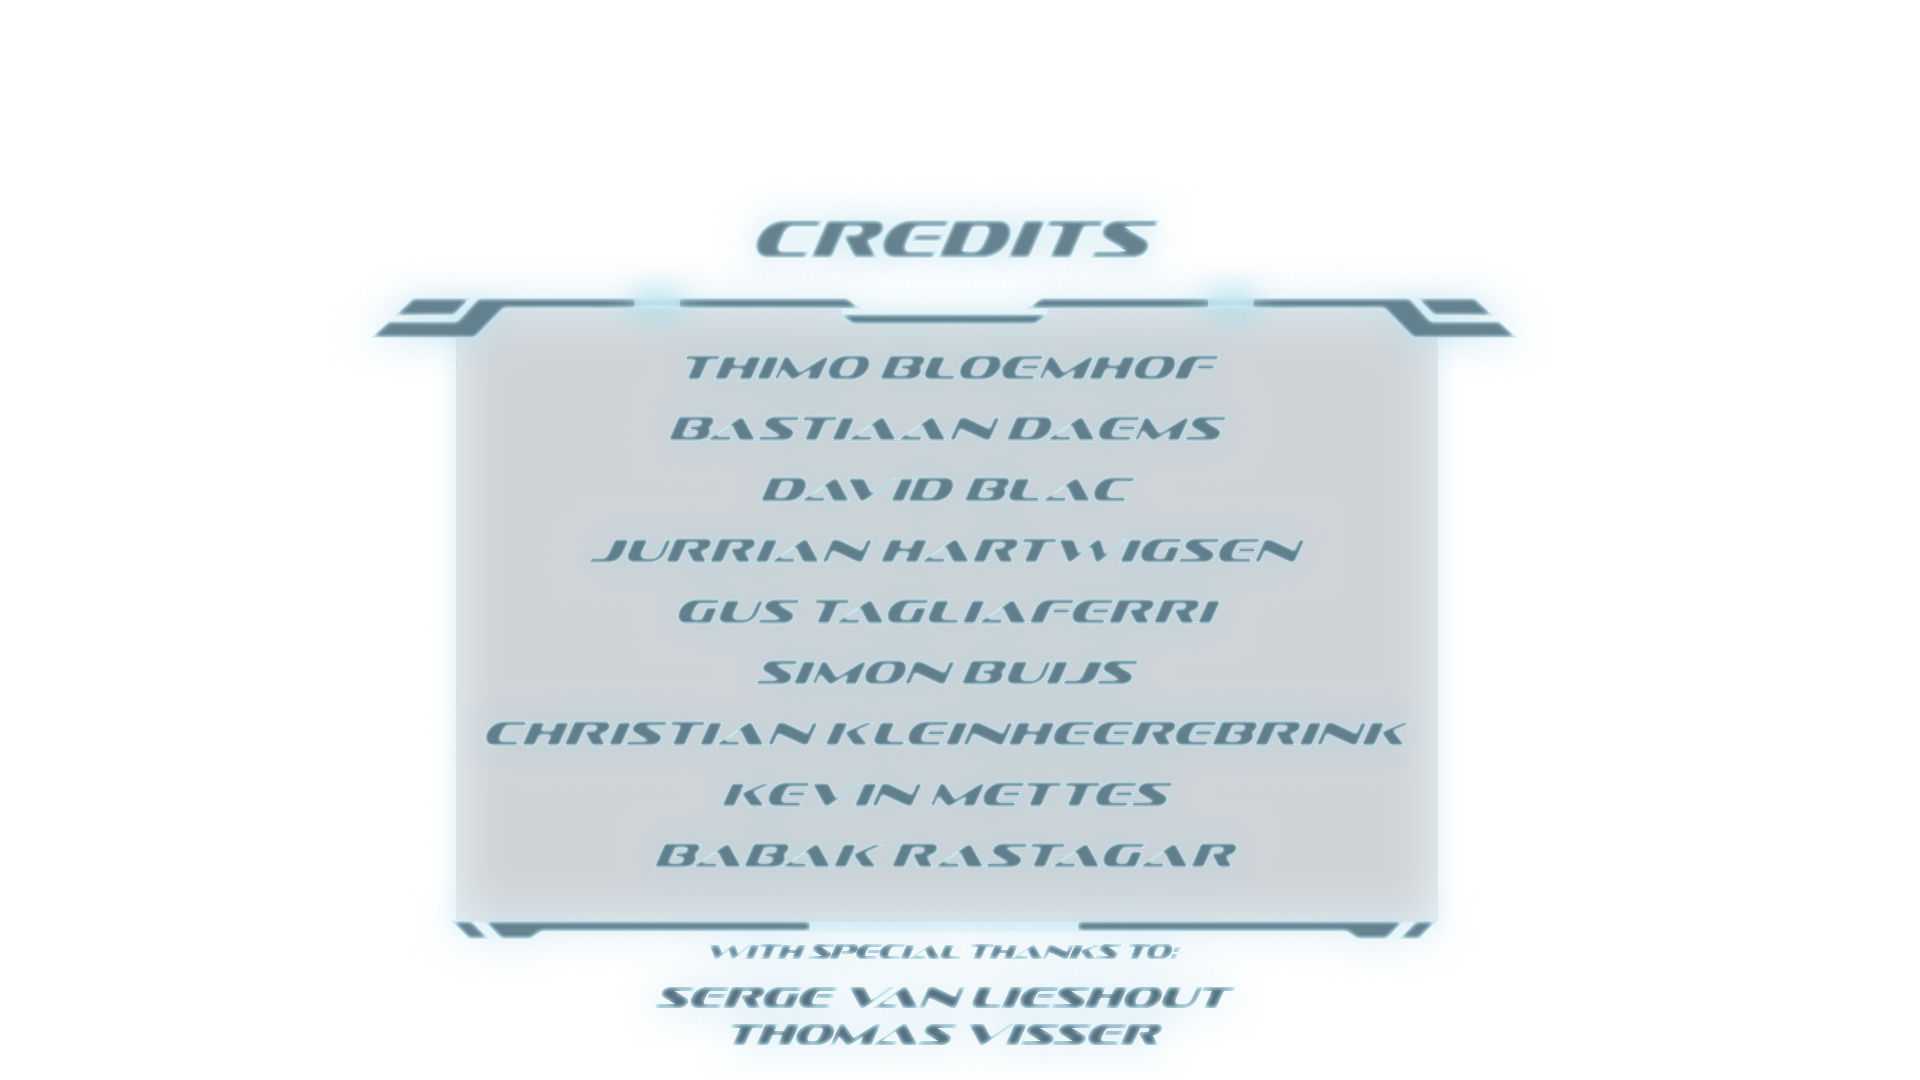 CREDITS
THIMO BLOEMHOF
BASTIAAN DAEMS
DAVID BLAC
JURRIAN HARTWIGSEN
GUS TAGLIAFERRI
SIMON BUIJS
CHRISTIAN KLEINHEEREBRINK
KEVIN METTES
BABAK RASTAGAR
WITH SPECIAL THANKS TO:
SERGE VAN LIESHOUT
THOMAS VISSER